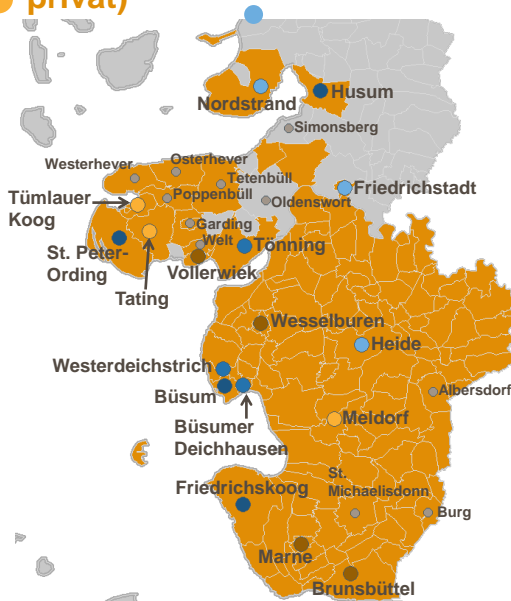 privat)
Nordstrand
Husum
Simonsberg
Westerhever
Osterhever
Tetenbüll
Poppenbüll
Oldenswort
Friedrichstadt
Tümlauer
Koog
Garding
Welt
Tönning
St. Peter-
Ording
Vollerwiek
Tating
Wesselburen
Heide
Westerdeichstrich
Büsum
Albersdorf
Büsumer
Deichhausen
Meldorf
St.
Michaelisdonn
Friedrichskoog
Burg
Marne
Brunsbüttel